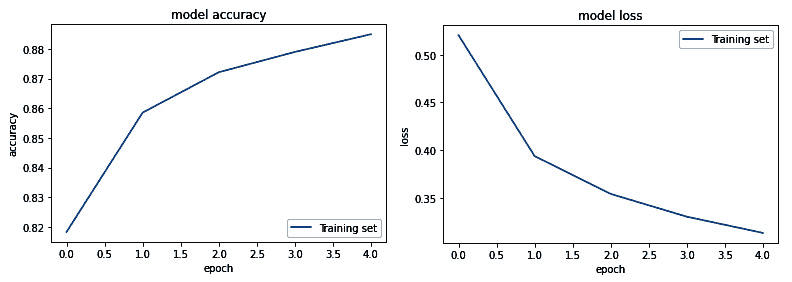 model accuracy
0.88
0.87
0.86
0.85
0.84
0.83
0.82
accuracy
Training set
0.0 0.5 1.0 1.5 2.0 2.5 3.0 3.5 4.0
epoch
model loss
Training set
0.50
0.45
0.40
0.35
loss
0.0 0.5 1.0 1.5 2.0 2.5 3.0 3.5 4.0
epoch